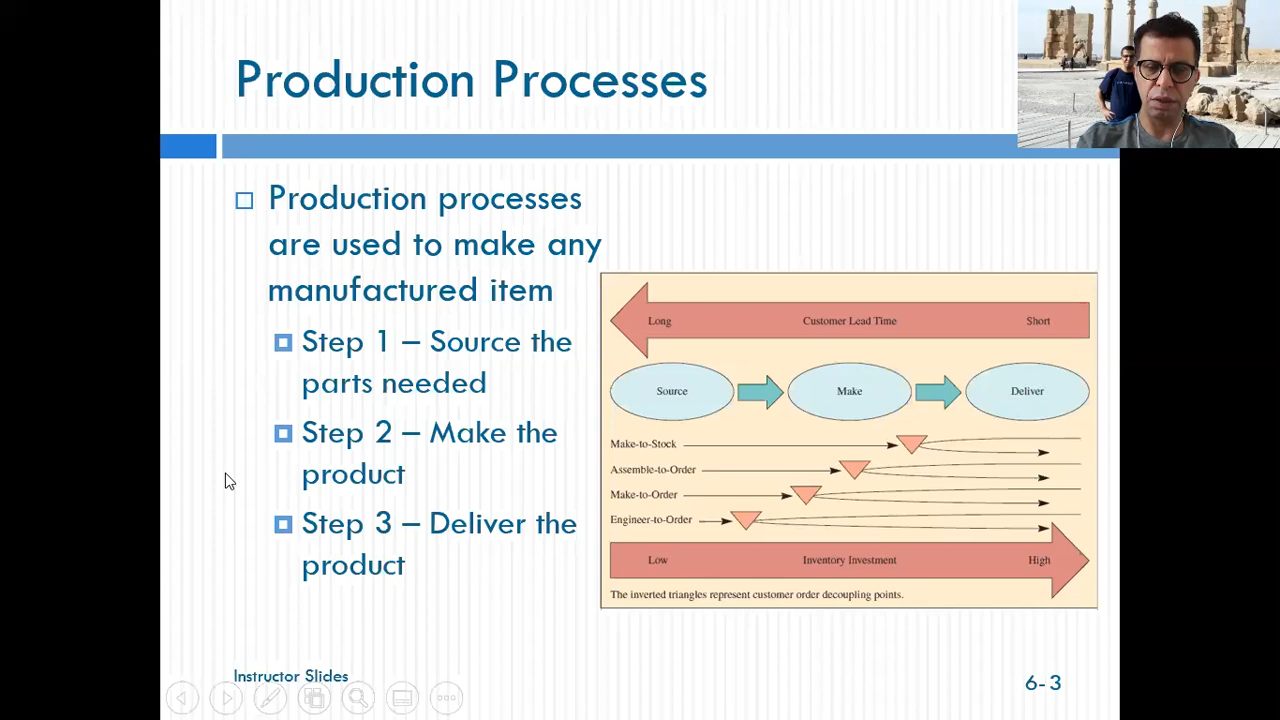 Production Processes
Production processes
are used to make any
manufactured item
Step 1 – Source the
parts needed
Step 2 – Make the
product
Step 3 – Deliver the
product
Long Customer Lead Time Short
Source Make Deliver
Make-to-Stock
Assemble-to-Order
Make-to-Order
Engineer-to-Order
Low Inventory Investment High
The inverted triangles represent customer order decoupling points.
Instructor Slides
6-3